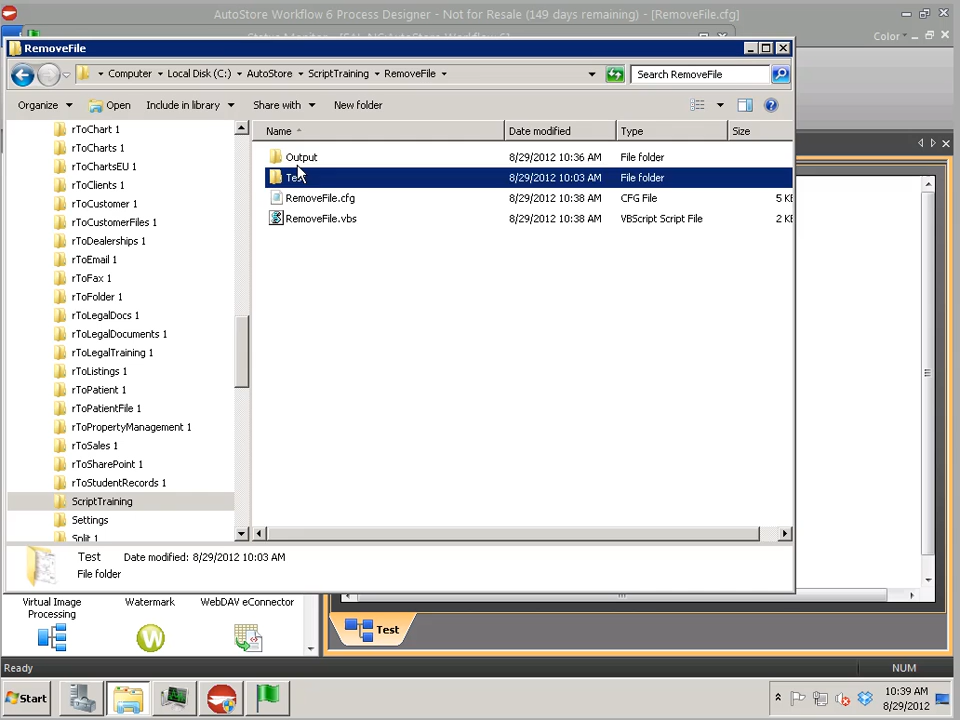 AutoStore Workflow 6 Process Designer - Not for Resale (149 days remaining) - [RemoveFile.cfg]
Color
RemoveFile
Computer Local Disk (C:) AutoStore ScriptTraining RemoveFile
Search RemoveFile
Organize Open Include in library Share with New folder
Name Date modified Type Size
rToChart 1
rToCharts 1
rToChartsEU 1
rToClients 1
rToCustomer 1
rToCustomerFiles 1
rToDealerships 1
rToEmail 1
rToFax 1
rToFolder 1
rToLegalDocs 1
rToLegalDocuments 1
rToLegalTraining 1
rToListings 1
rToPatient 1
rToPatientFile 1
rToPropertyManagement 1
rToSales 1
rToSharePoint 1
rToStudentRecords 1
ScriptTraining
Settings
Split 1
Output 8/29/2012 10:36 AM File folder
Test 8/29/2012 10:03 AM File folder
RemoveFile.cfg 8/29/2012 10:38 AM CFG File 5 KB
RemoveFile.vbs 8/29/2012 10:38 AM VBScript Script File 2 KB
Test Date modified: 8/29/2012 10:03 AM
File folder
Virtual Image Processing
Watermark
WebDAV eConnector
Test
Ready
NUM
Start
10:39 AM
8/29/2012